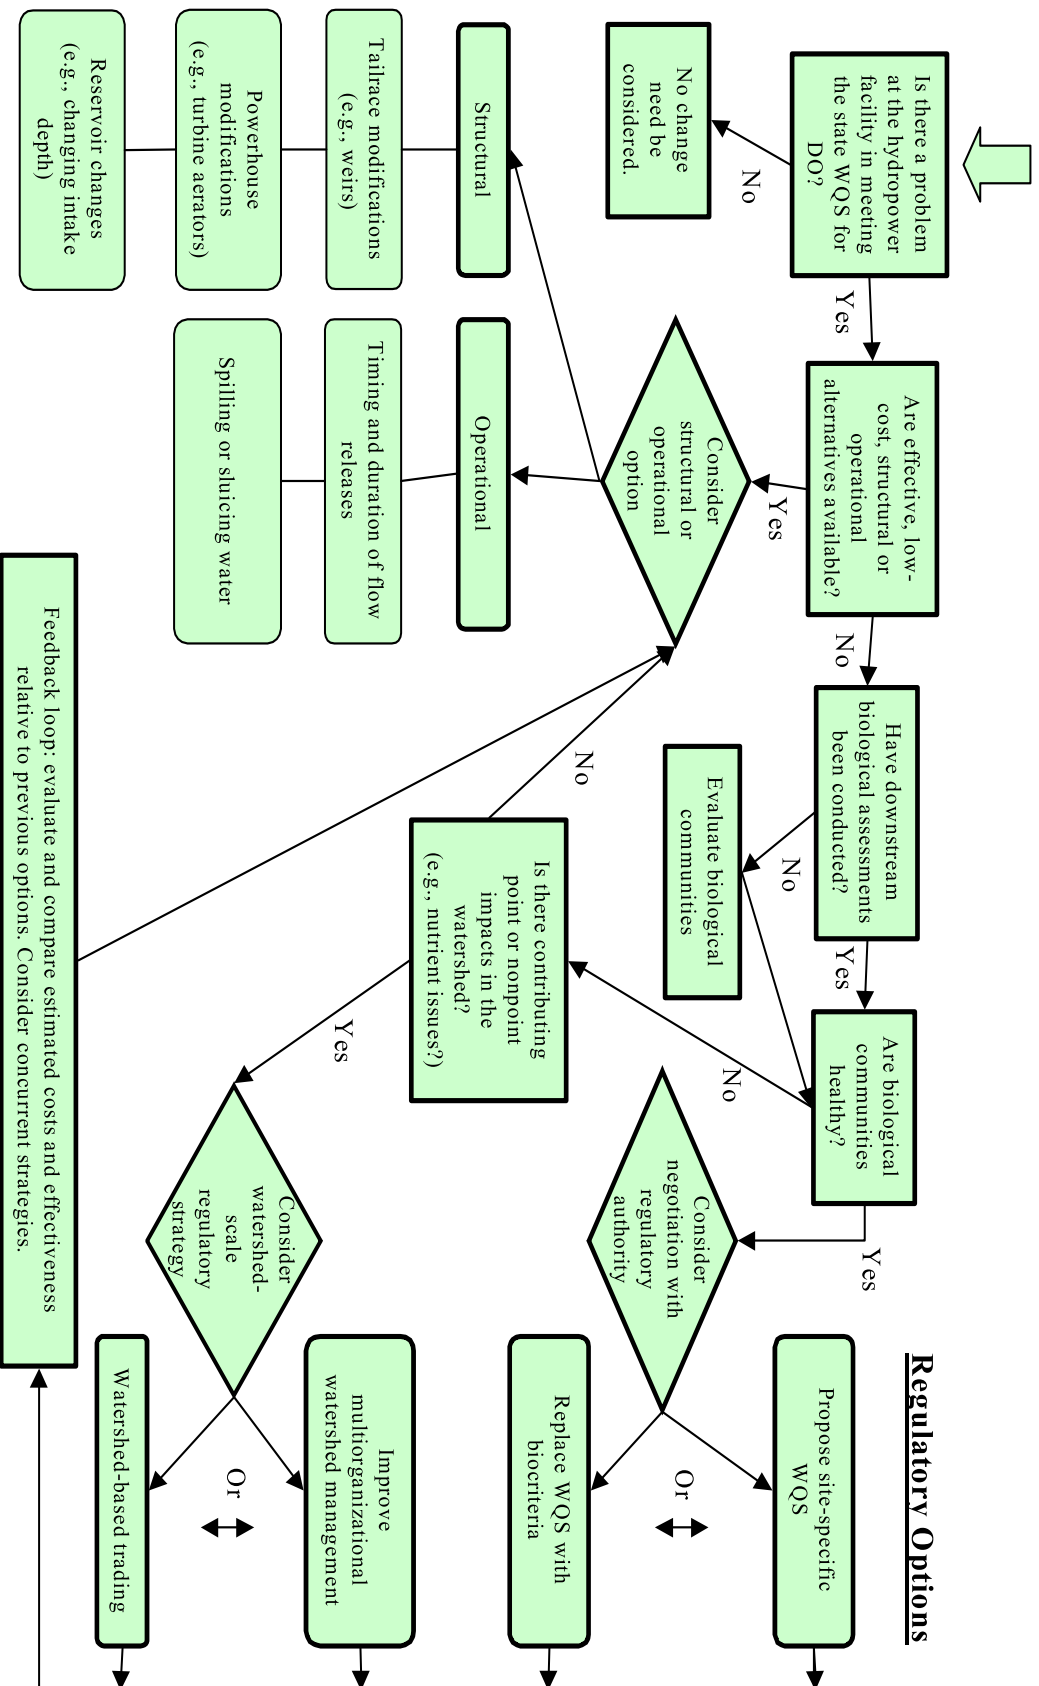 Is there a problem
at the hydropower
facility in meeting
the state WQS for
DO?
Yes
No
No change
need be
considered.
Are effective, low-
cost, structural or
operational
alternatives available?
Yes
No
Consider
structural or
operational
option
Structural
Tailrace modifications
(e.g., weirs)
Powerhouse
modifications
(e.g., turbine aerators)
Reservoir changes
(e.g., changing intake
depth)
Operational
Timing and duration of flow
releases
Spilling or sluicing water
Have downstream
biological assessments
been conducted?
Yes
No
Evaluate biological
communities
Are biological
communities
healthy?
Yes
No
Is there contributing
point or nonpoint
impacts in the
watershed?
(e.g., nutrient issues?)
No
Yes
Regulatory Options
Consider
negotiation with
regulatory
authority
Propose site-specific
WQS
Or
Replace WQS with
biocriteria
Consider
watershed-
scale
regulatory
strategy
Improve
multiorganizational
watershed management
Or
Watershed-based trading
Feedback loop: evaluate and compare estimated costs and effectiveness
relative to previous options. Consider concurrent strategies.